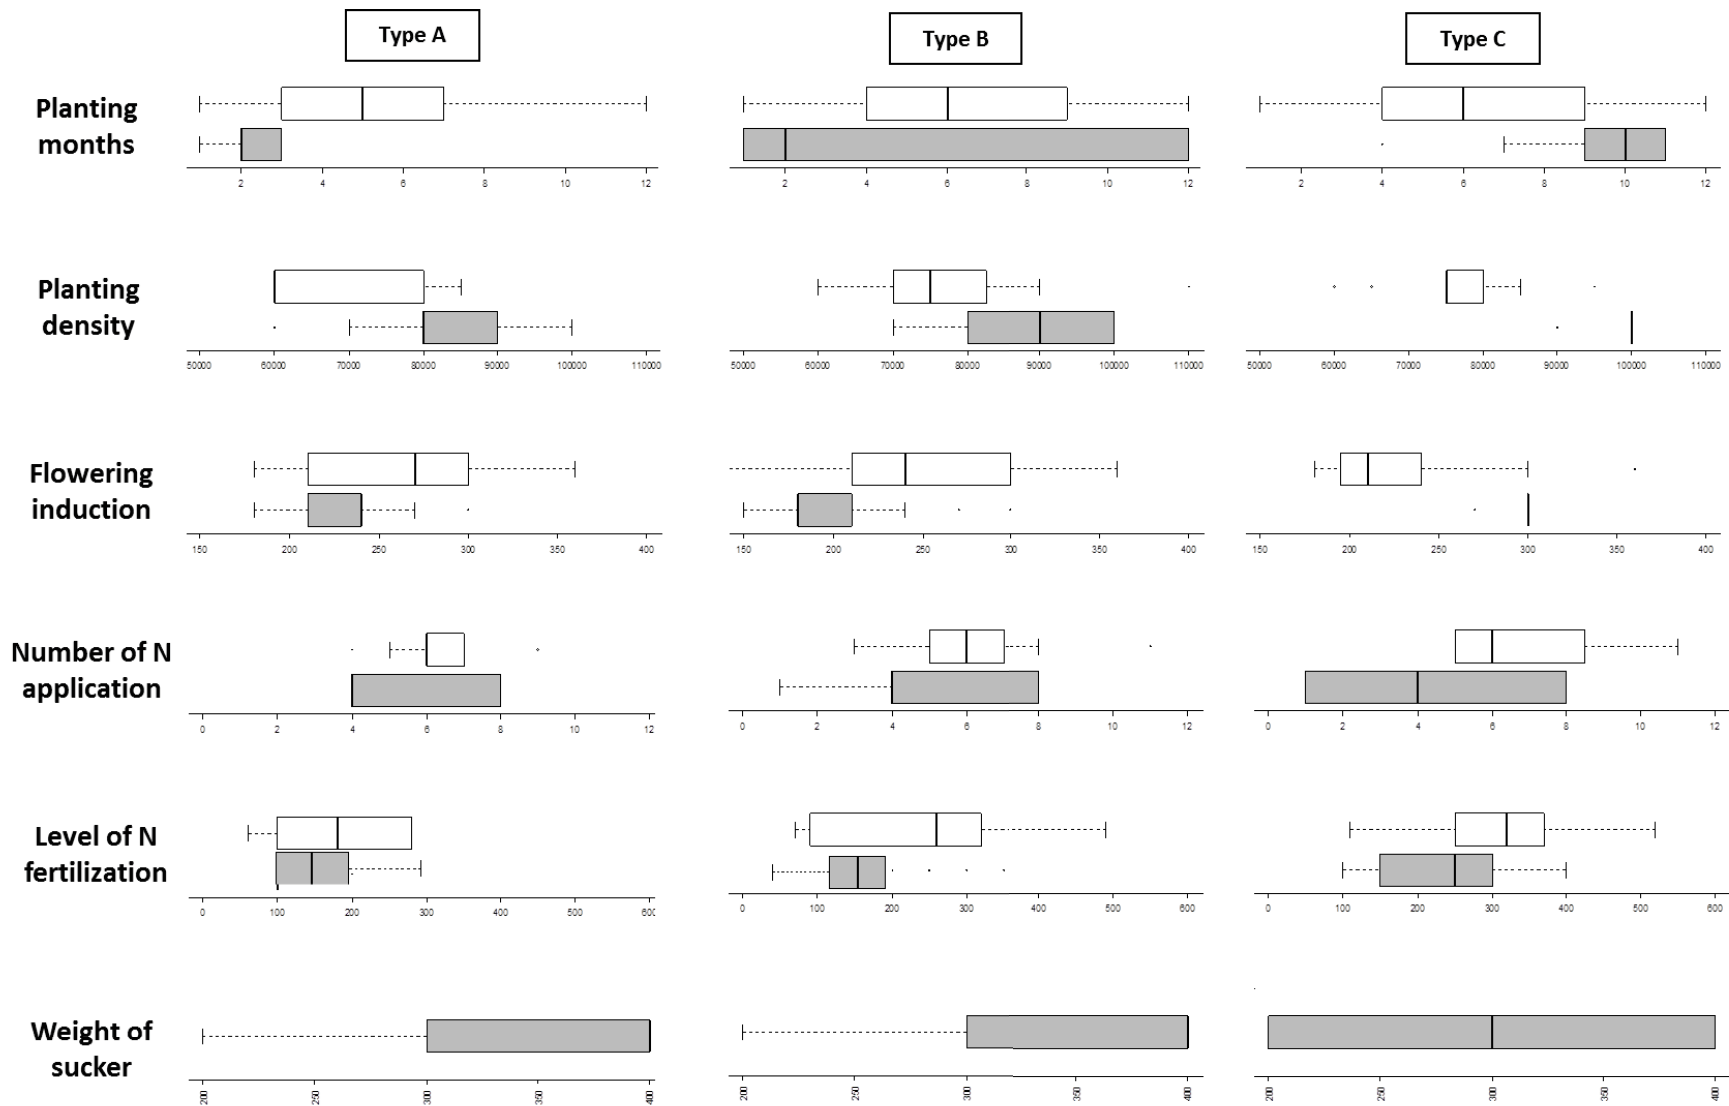 Type A
Type B
Type C
Planting
months
2 4 6 8 10 12
2 4 6 8 10 12
2 4 6 8 10 12
Planting
density
50000 60000 70000 80000 90000 100000 110000
50000 60000 70000 80000 90000 100000 110000
50000 60000 70000 80000 90000 100000 110000
Flowering
induction
150 200 250 300 350 400
150 200 250 300 350 400
150 200 250 300 350 400
Number of N
application
0 2 4 6 8 10 12
0 2 4 6 8 10 12
0 2 4 6 8 10 12
Level of N
fertilization
0 100 200 300 400 500 600
0 100 200 300 400 500 600
0 100 200 300 400 500 600
Weight of
sucker
200 250 300 350 400
200 250 300 350 400
200 250 300 350 400